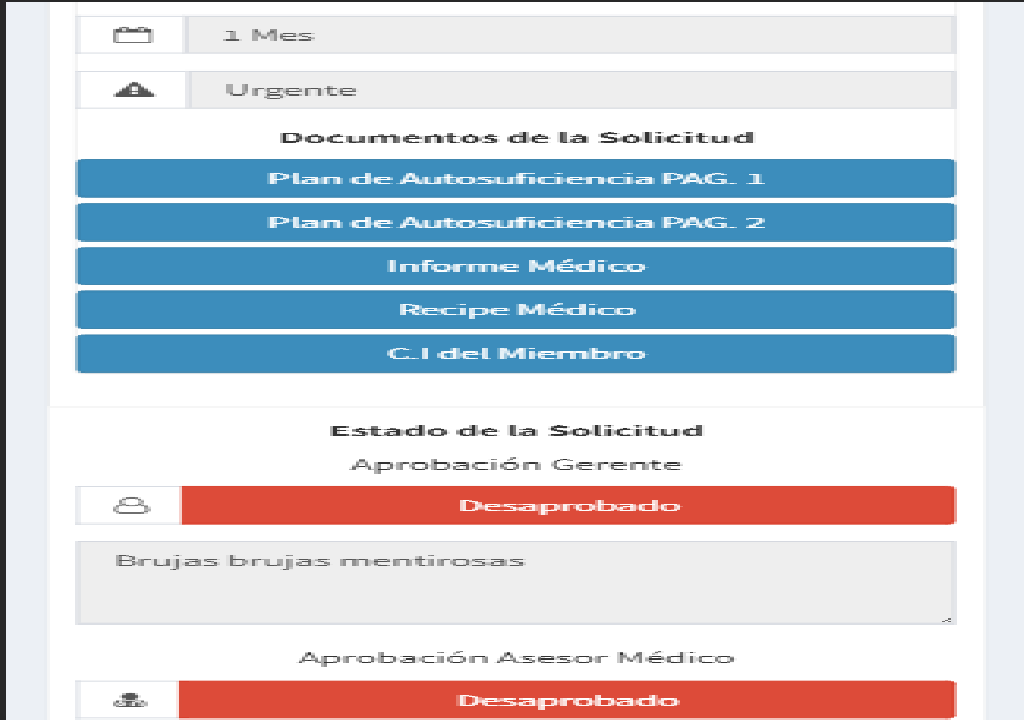 1 Mes
Urgente
Documentos de la Solicitud
Plan de Autosuficiencia PAG. 1
Plan de Autosuficiencia PAG. 2
Informe Médico
Recipe Médico
C.I del Miembro
Estado de la Solicitud
Aprobación Gerente
Desaprobado
Brujas brujas mentirosas
Aprobación Asesor Médico
Desaprobado